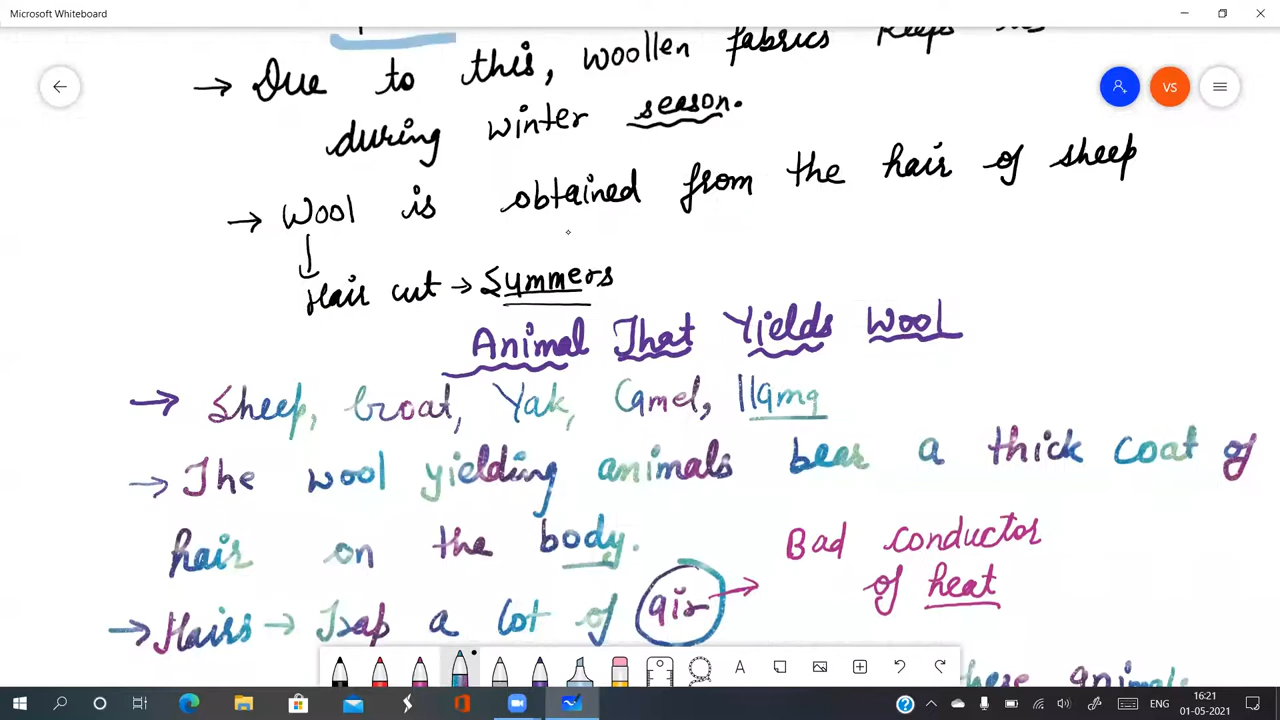 Microsoft Whiteboard
→ Due to this, woollen fabrics keeps us
during winter season.
→ Wool is obtained from the hair of sheep
Hair cut → Summers
Animal That Yields Wool
→ Sheep, Goat, Yak, Camel, llama
→ The wool yielding animals bear a thick coat of
hair on the body.
Bad conductor
of heat
→ Hairs → Trap a lot of air →
these animals
VS
A
ENG
16:21
01-05-2021